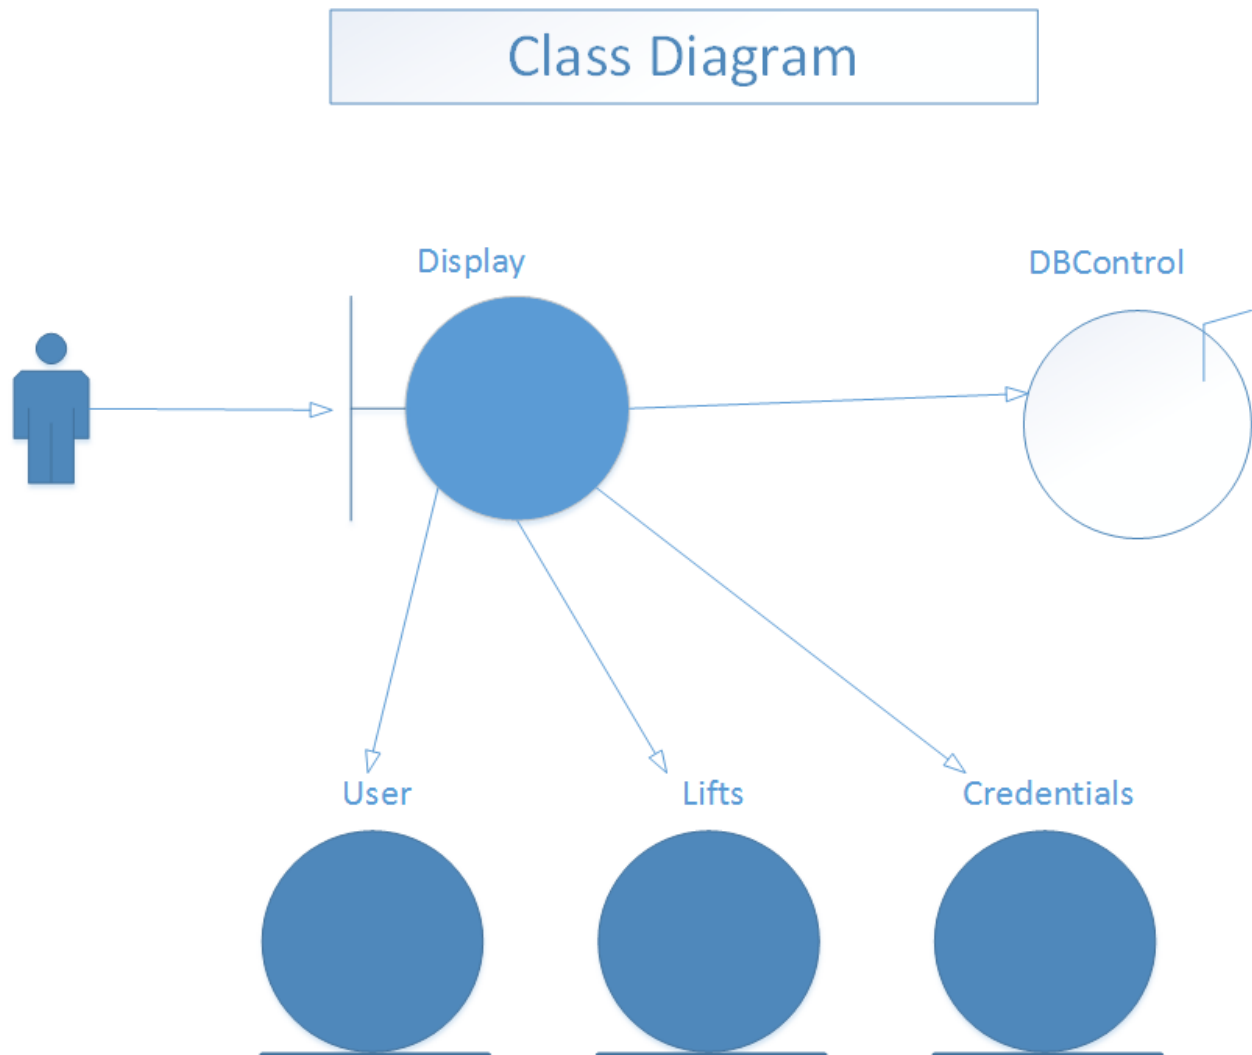 Class Diagram
Display
DBControl
User
Lifts
Credentials